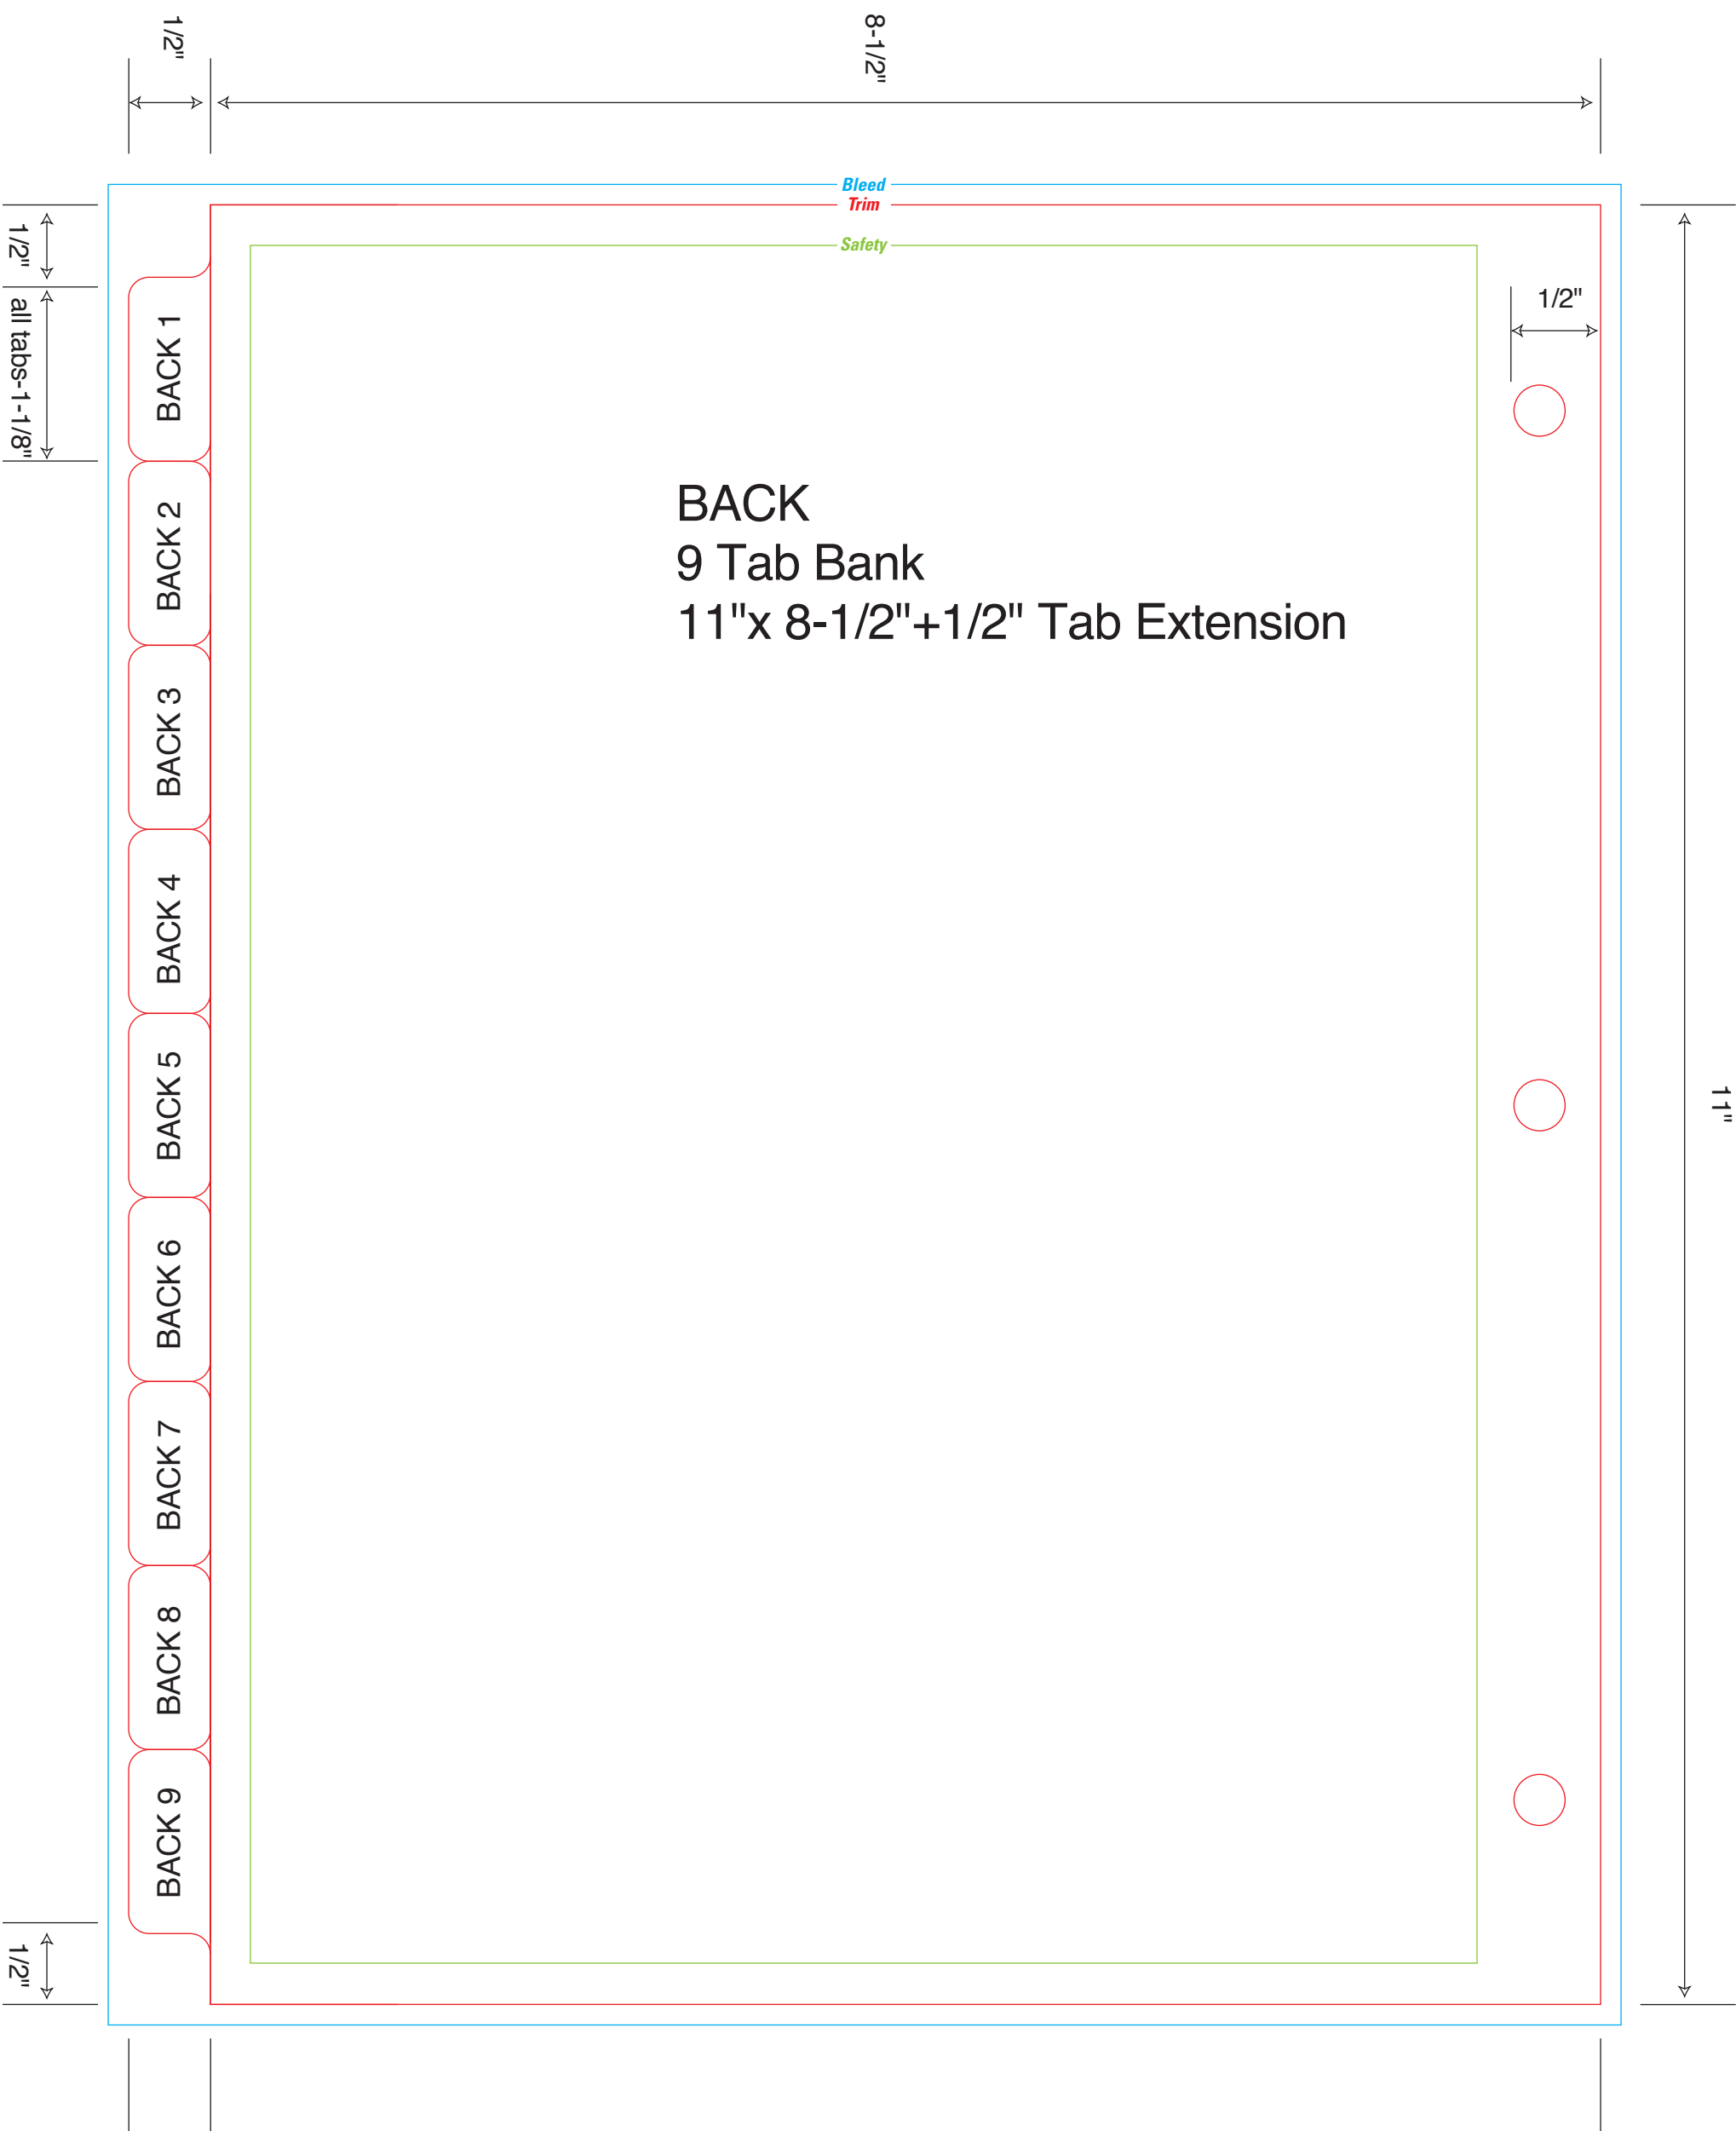 1/2"
8-1/2"
Bleed
Trim
Safety
1/2"
all tabs-1-1/8"
1/2"
BACK 1
BACK 2
BACK 3
BACK 4
BACK 5
BACK 6
BACK 7
BACK 8
BACK 9
BACK
9 Tab Bank
11"x 8-1/2"+1/2" Tab Extension
11"
1/2"